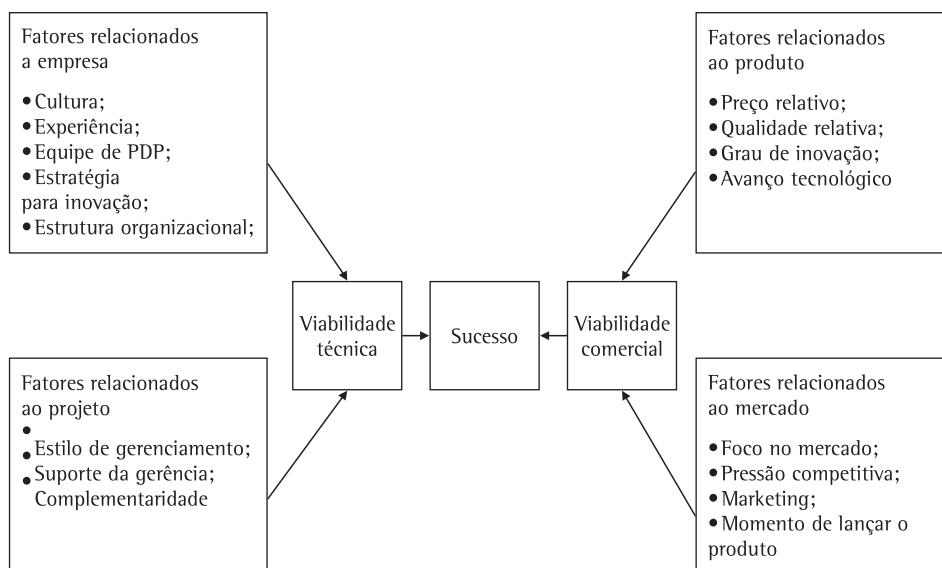 Fatores relacionados
a empresa
• Cultura;
• Experiência;
• Equipe de PDP;
• Estratégia
para inovação;
• Estrutura organizacional;
Fatores relacionados
ao produto
• Preço relativo;
• Qualidade relativa;
• Grau de inovação;
• Avanço tecnológico
Viabilidade
técnica
Sucesso
Viabilidade
comercial
Fatores relacionados
ao projeto
• Estilo de gerenciamento;
• Suporte da gerência;
• Complementaridade
Fatores relacionados
ao mercado
• Foco no mercado;
• Pressão competitiva;
• Marketing;
• Momento de lançar o
produto